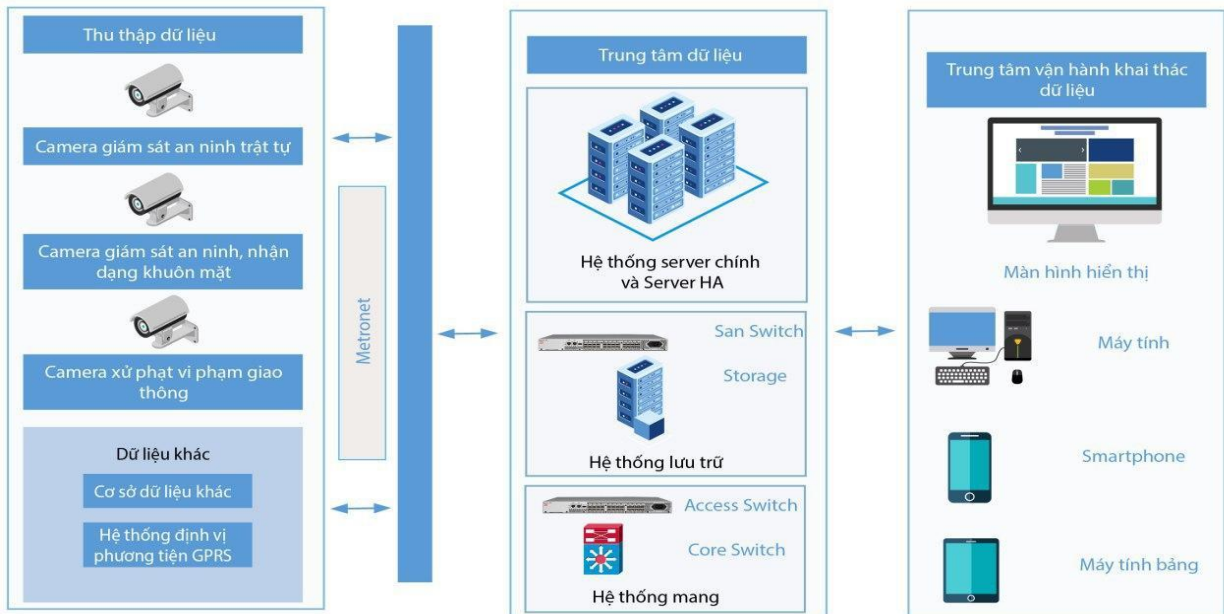 Thu thập dữ liệu
Camera giám sát an ninh trật tự
Camera giám sát an ninh, nhận
dạng khuôn mặt
Camera xử phạt vi phạm giao
thông
Dữ liệu khác
Cơ sở dữ liệu khác
Hệ thống định vị
phương tiện GPRS
Metronet
Trung tâm dữ liệu
Hệ thống server chính
và Server HA
San Switch
Storage
Hệ thống lưu trữ
Access Switch
Core Switch
Hệ thống mang
Trung tâm vận hành khai thác
dữ liệu
Màn hình hiển thị
Máy tính
Smartphone
Máy tính bảng